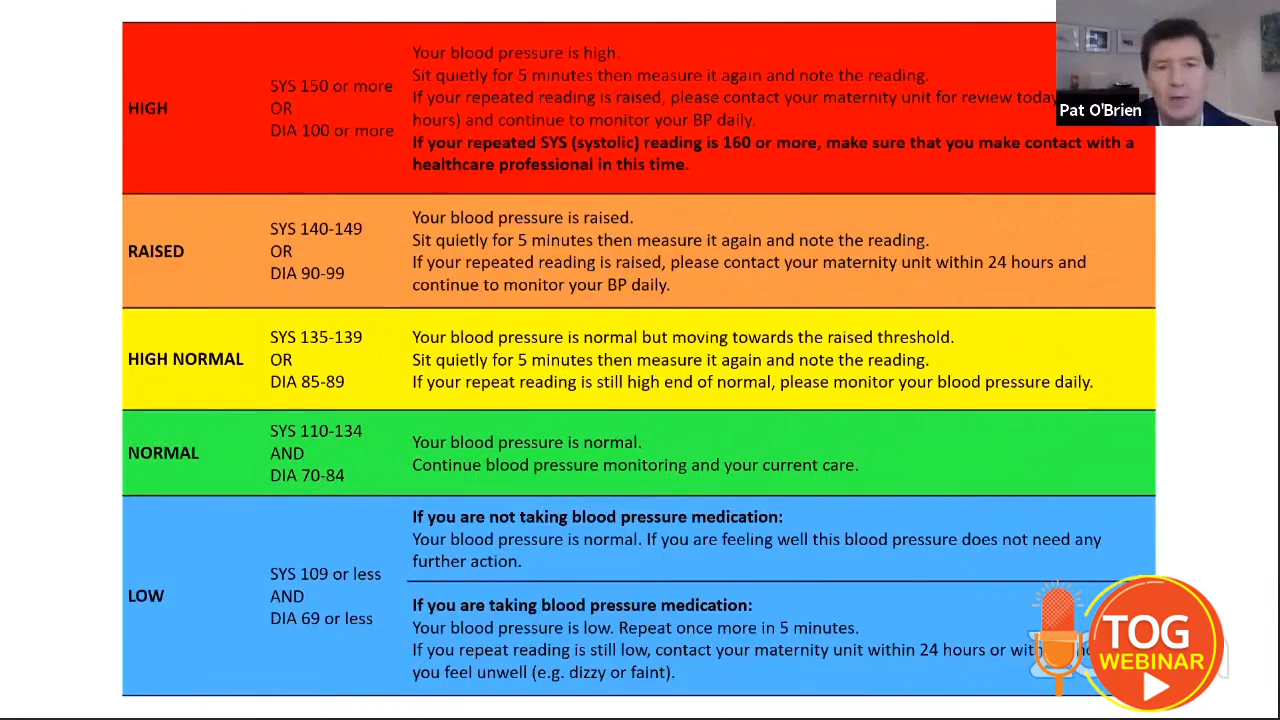 Your blood pressure is high.
Sit quietly for 5 minutes then measure it again and note the reading.
HIGH
SYS 150 or more
OR
DIA 100 or more
If your repeated reading is raised, please contact your maternity unit for review today
hours) and continue to monitor your BP daily.
If your repeated SYS (systolic) reading is 160 or more, make sure that you make contact with a
healthcare professional in this time.
Pat O'Brien
RAISED
SYS 140-149
OR
DIA 90-99
Your blood pressure is raised.
Sit quietly for 5 minutes then measure it again and note the reading.
If your repeated reading is raised, please contact your maternity unit within 24 hours and
continue to monitor your BP daily.
HIGH NORMAL
SYS 135-139
OR
DIA 85-89
Your blood pressure is normal but moving towards the raised threshold.
Sit quietly for 5 minutes then measure it again and note the reading.
If your repeat reading is still high end of normal, please monitor your blood pressure daily.
NORMAL
SYS 110-134
AND
DIA 70-84
Your blood pressure is normal.
Continue blood pressure monitoring and your current care.
LOW
SYS 109 or less
AND
DIA 69 or less
If you are not taking blood pressure medication:
Your blood pressure is normal. If you are feeling well this blood pressure does not need any
further action.
If you are taking blood pressure medication:
Your blood pressure is low. Repeat once more in 5 minutes.
If you repeat reading is still low, contact your maternity unit within 24 hours or
you feel unwell (e.g. dizzy or faint).
TOG
WEBINAR